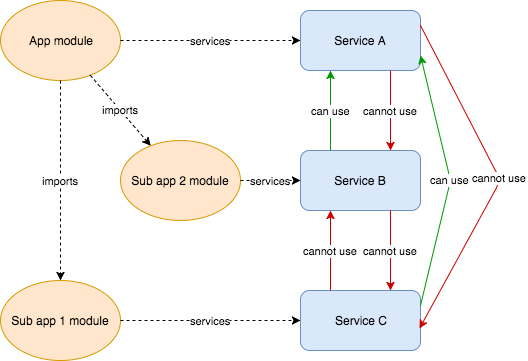 App module
services
Service A
imports
can use
cannot use
imports
Sub app 2 module
services
Service B
can use
cannot use
cannot use
cannot use
Sub app 1 module
services
Service C